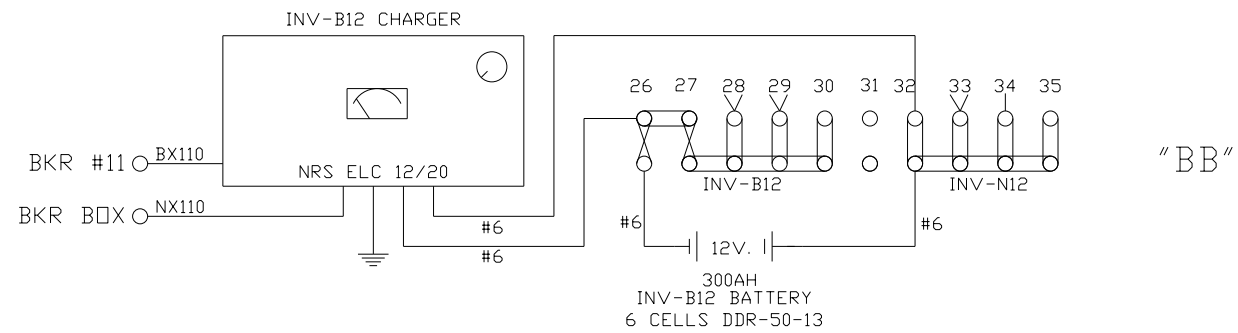 INV-B12 CHARGER
26 27 28 29 30 31 32 33 34 35
BKR #11 BX110
NRS ELC 12/20
"BB"
INV-B12 INV-N12
BKR BOX NX110
#6
#6
#6
#6
12V.
300AH
INV-B12 BATTERY
6 CELLS DDR-50-13